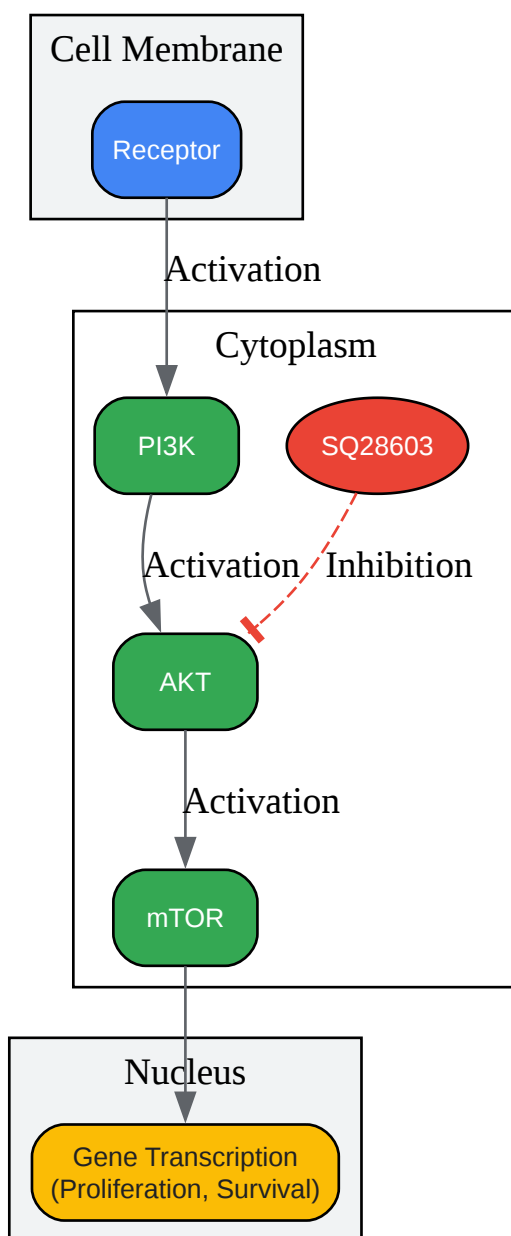 Cell Membrane
Receptor
Activation
Cytoplasm
PI3K
SQ28603
Activation
Inhibition
AKT
Activation
mTOR
Nucleus
Gene Transcription
(Proliferation, Survival)